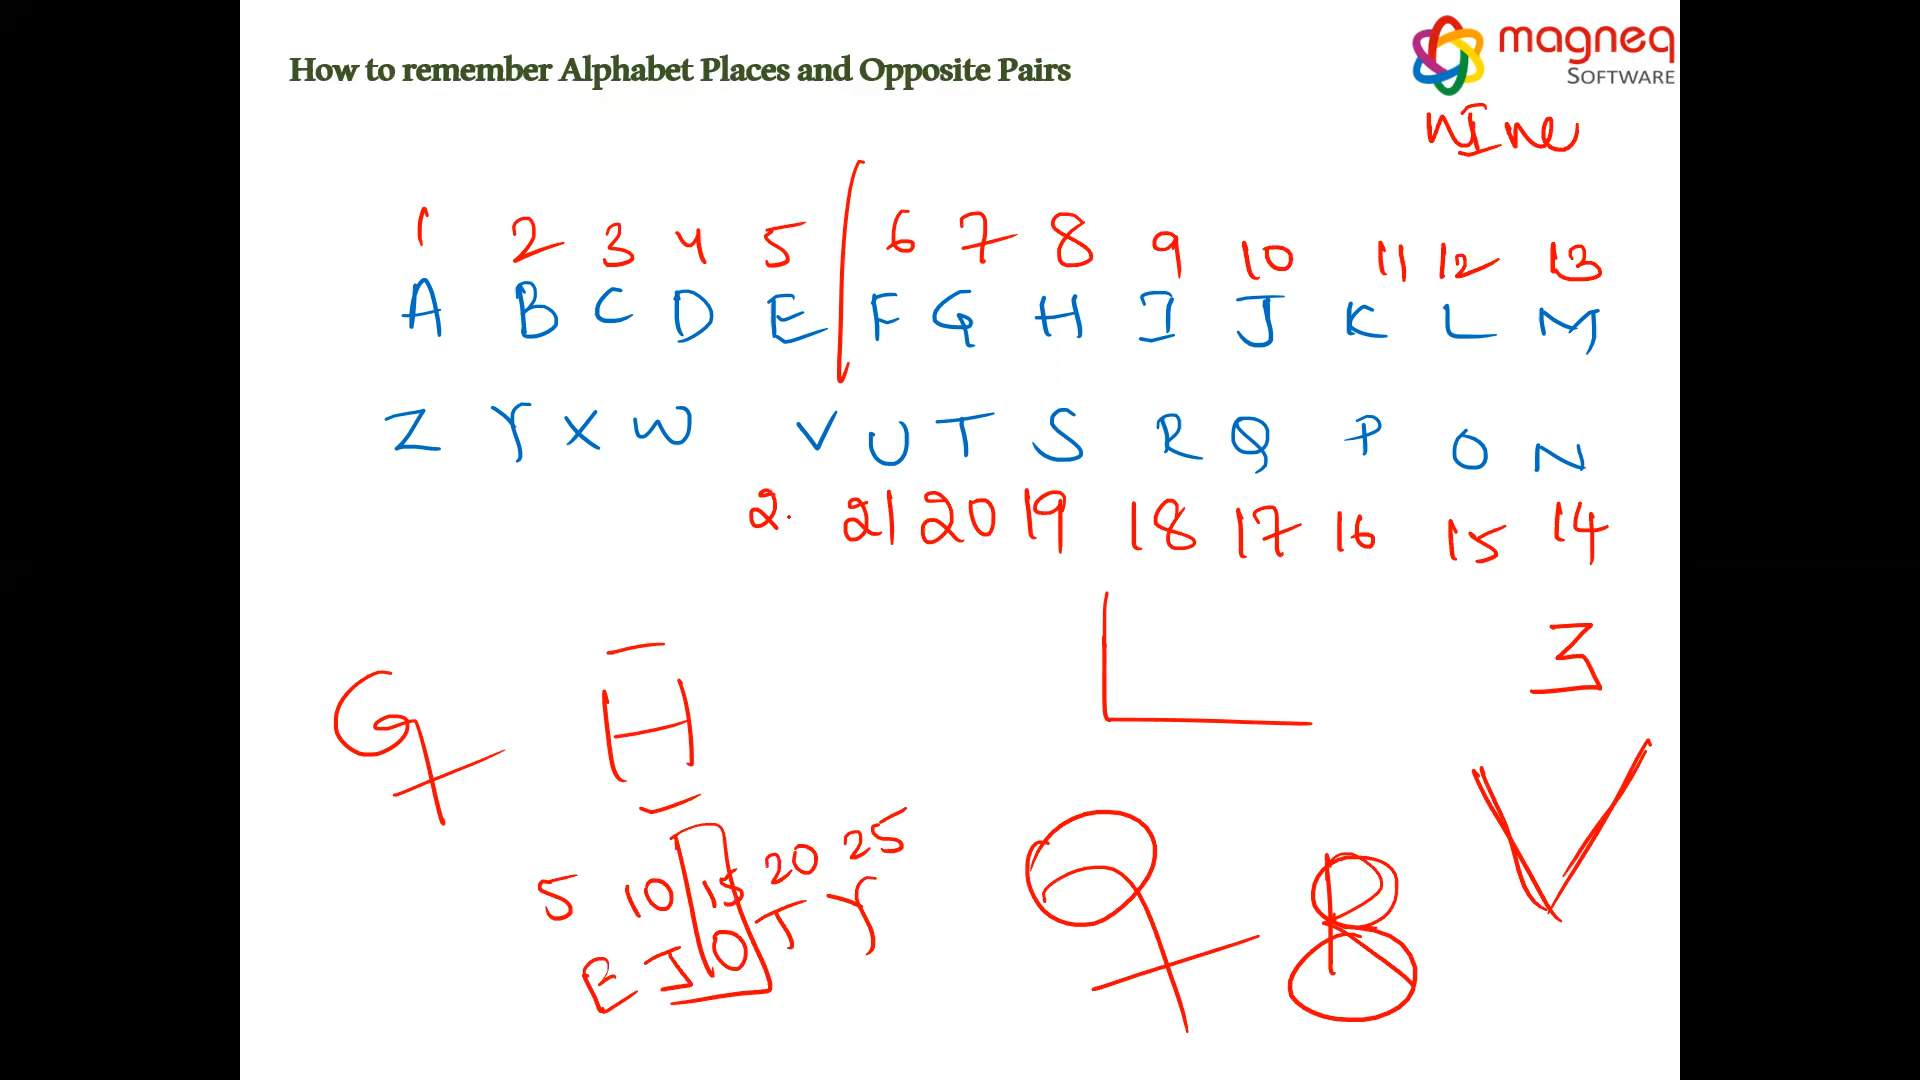 How to remember Alphabet Places and Opposite Pairs
magneq
SOFTWARE
NINe
1 2 3 4 5 6 7 8 9 10 11 12 13
A B C D E F G H I J K L M
Z Y X W V U T S R Q P O N
2. 21 20 19 18 17 16 15 14
G H L
5 10 15 20 25
E J O T Y
Q V